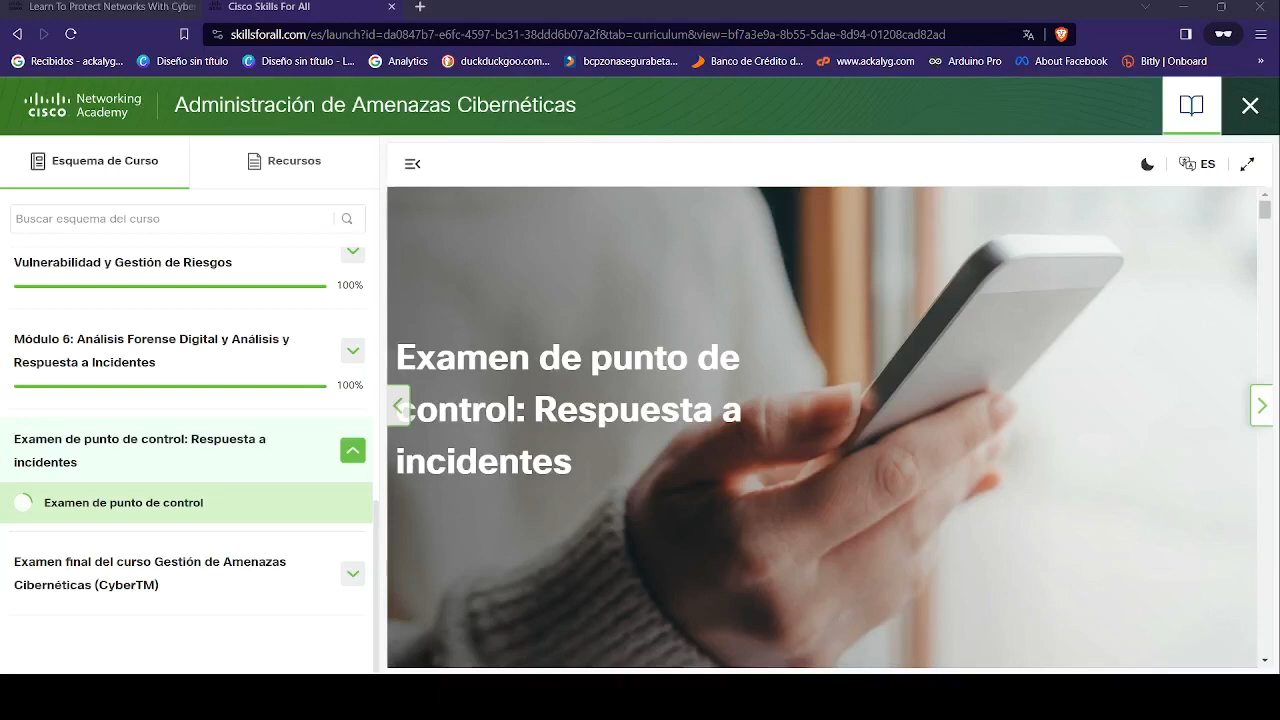 Learn To Protect Networks With Cyber
Cisco Skills For All
skillsforall.com/es/launch?id=da0847b7-e6fc-4597-bc31-38ddd6b07a2f&tab=curriculum&view=bf7a3e9a-8b55-5dae-8d94-01208cad82ad
Recibidos - ackalyg... Diseño sin título Diseño sin título - L... Analytics duckduckgoo.com... bcpzonasegurabeta... Banco de Crédito d... www.ackalyg.com Arduino Pro About Facebook Bitly | Onboard
cisco Networking Academy
Administración de Amenazas Cibernéticas
Esquema de Curso
Recursos
Buscar esquema del curso
Vulnerabilidad y Gestión de Riesgos
100%
Módulo 6: Análisis Forense Digital y Análisis y
Respuesta a Incidentes
100%
Examen de punto de control: Respuesta a
incidentes
Examen de punto de control
Examen final del curso Gestión de Amenazas
Cibernéticas (CyberTM)
ES
Examen de punto de
control: Respuesta a
incidentes